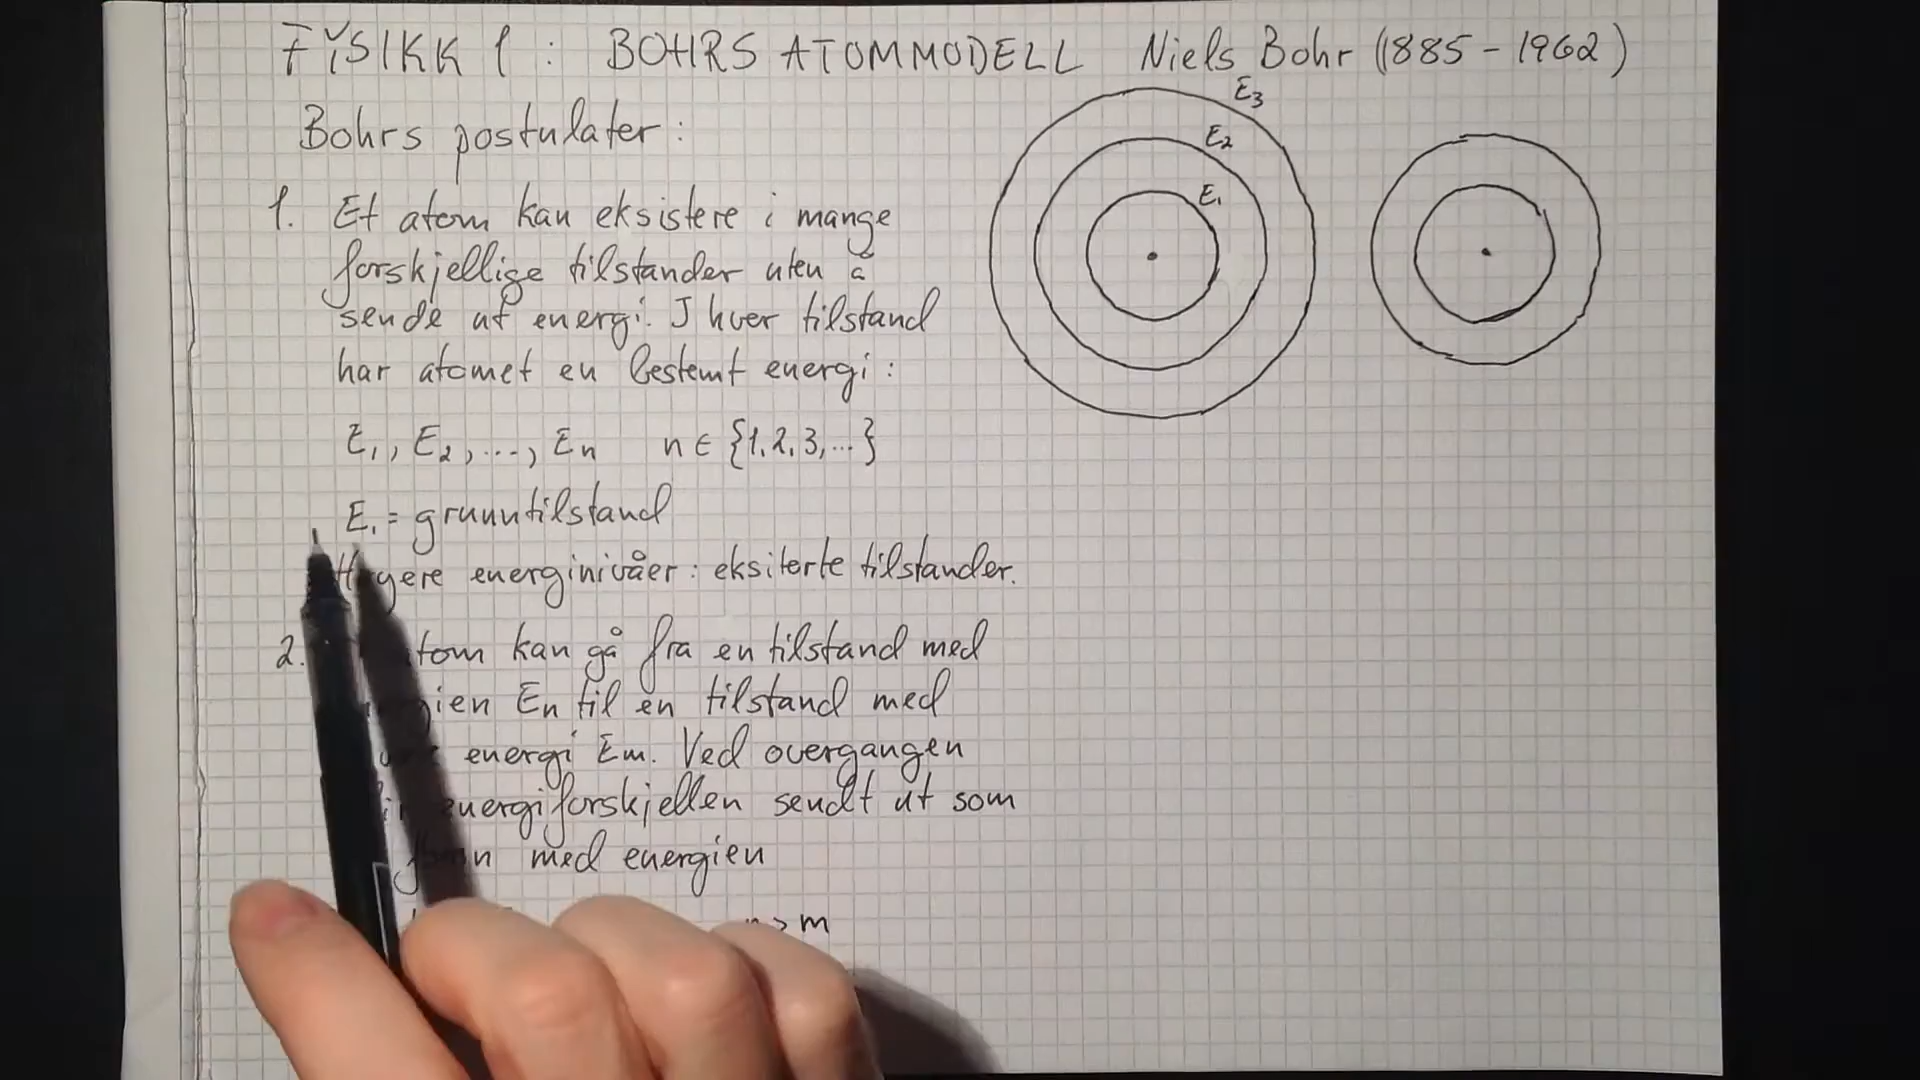 FYSIKK 1: BOHRS ATOMMODELL Niels Bohr (1885-1962)
Bohrs postulater:
1. Et atom kan eksistere i mange
forskjellige tilstander uten å
sende ut energi. I hver tilstand
har atomet en bestemt energi:
E₁, E₂, ..., En n ∈ {1,2,3,...}
E₁ = grunntilstand
Høyere energinivåer: eksiterte tilstander.
2. kan gå fra en tilstand med
En til en tilstand med
energi Em. Ved overgangen
energiforskjellen sendt ut som
med energien
> m
E₃
E₂
E₁